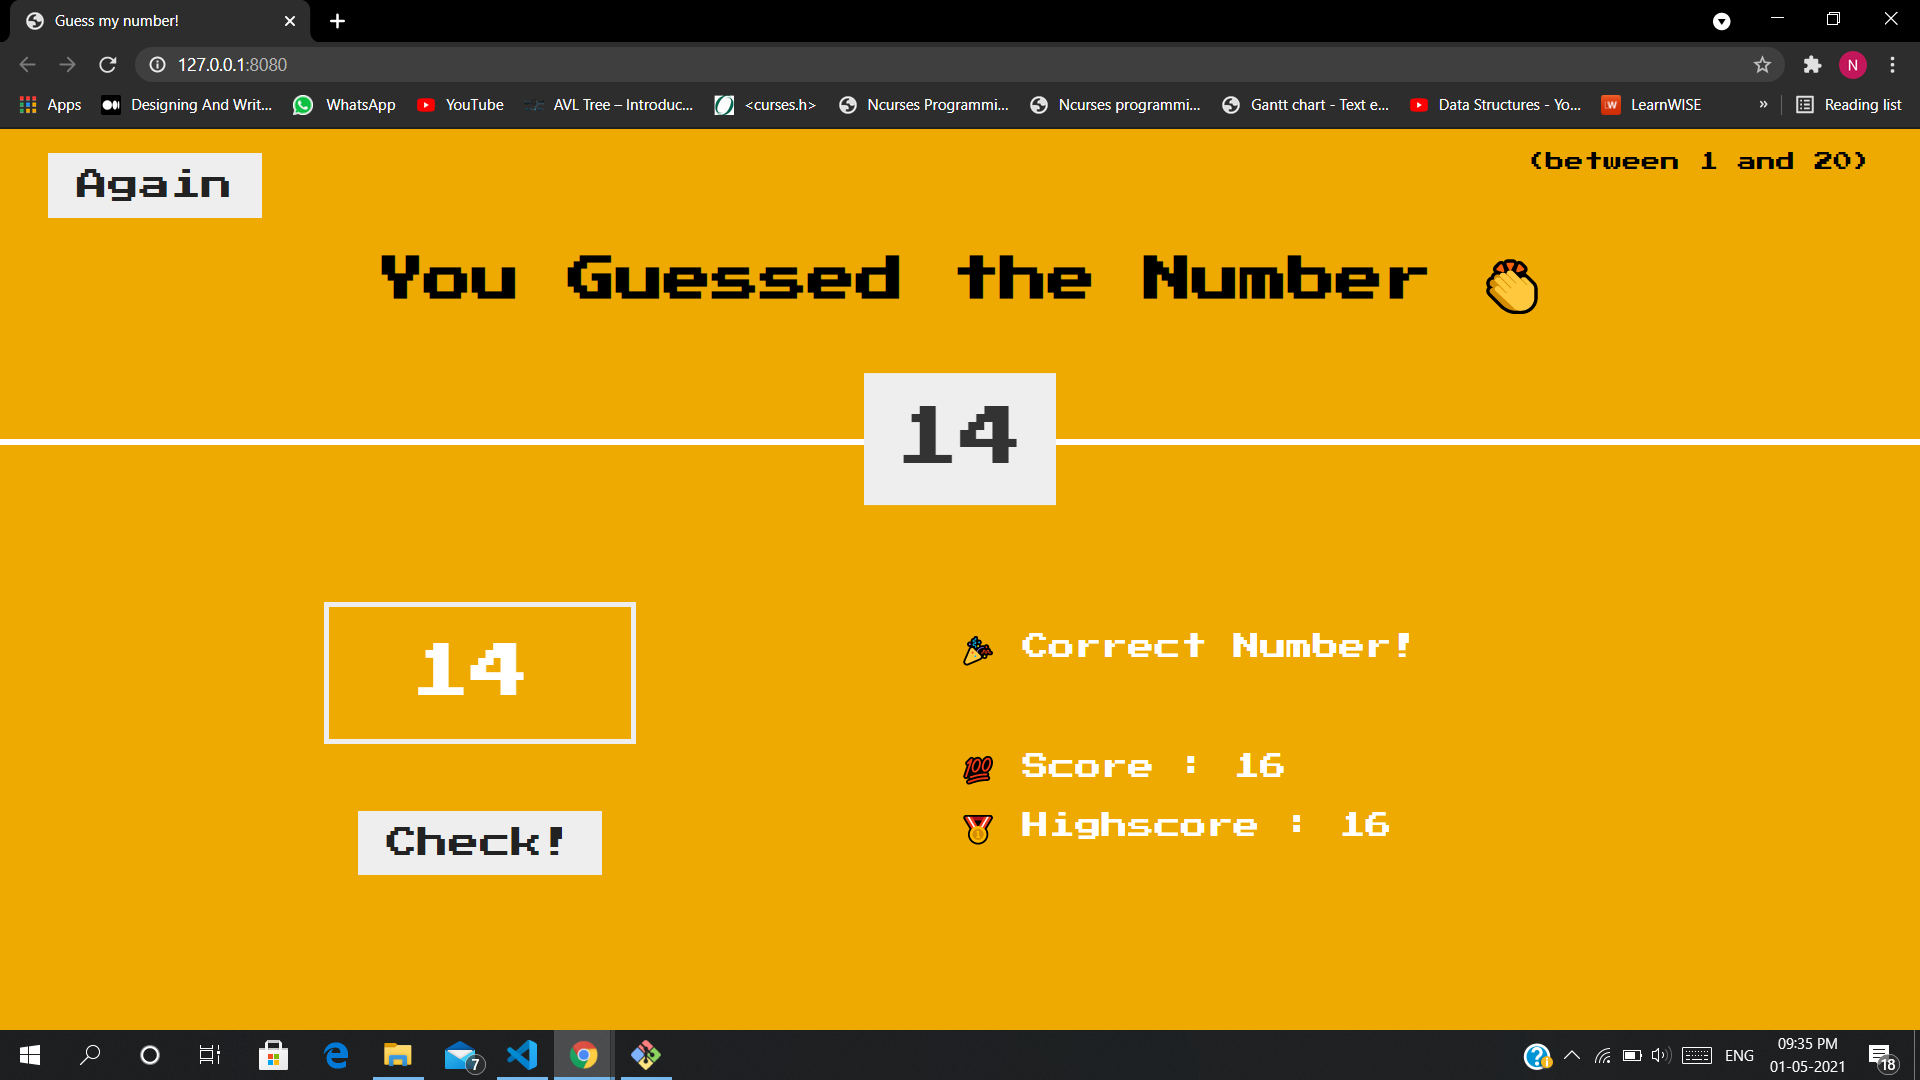 Guess my number!
127.0.0.1:8080
Apps
Designing And Writ...
WhatsApp
YouTube
AVL Tree – Introduc...
<curses.h>
Ncurses Programmi...
Ncurses programmi...
Gantt chart - Text e...
Data Structures - Yo...
LW
LearnWISE
»
Reading list
N
Again
(between 1 and 20)
You Guessed the Number 👏
14
14
🎉 Correct Number!
💯 Score : 16
🥇 Highscore : 16
Check!
7
ENG
09:35 PM
01-05-2021
18